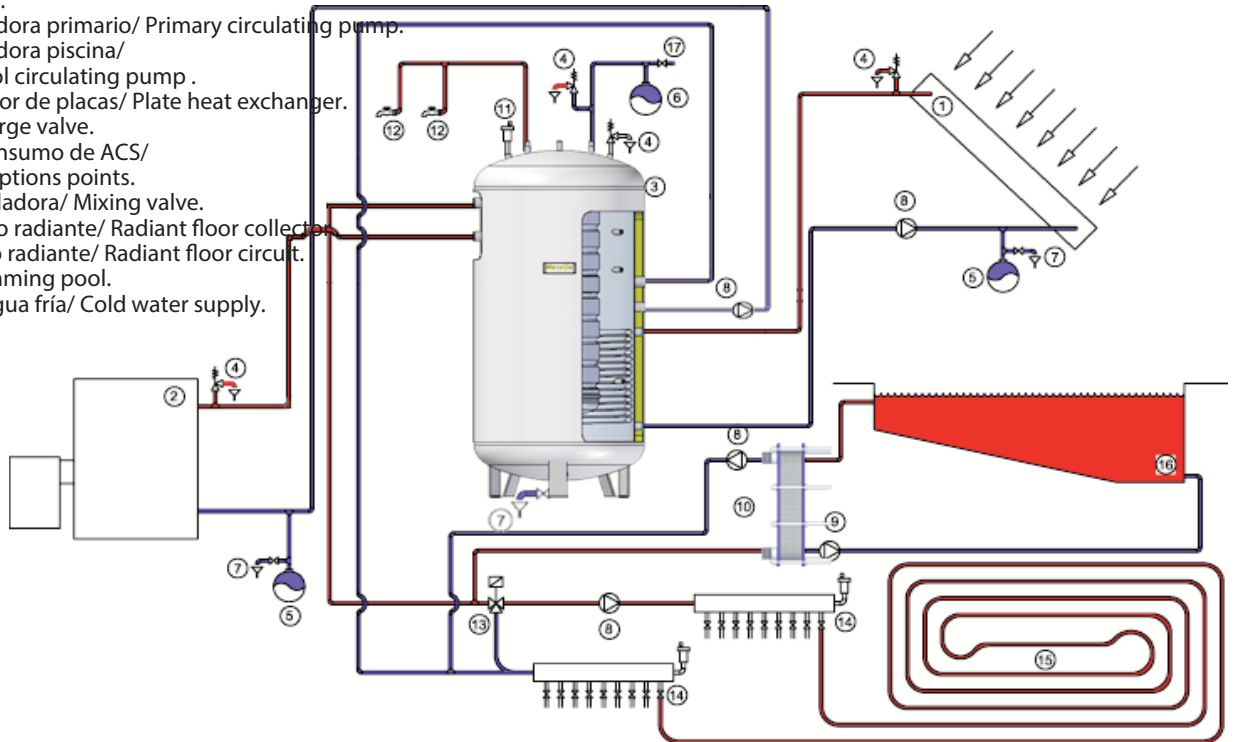 .
dora primario/ Primary circulating pump.
dora piscina/
ol circulating pump .
or de placas/ Plate heat exchanger.
rge valve.
nsumo de ACS/
ptions points.
ladora/ Mixing valve.
o radiante/ Radiant floor collector
o radiante/ Radiant floor circuit.
ming pool.
gua fría/ Cold water supply.
4
17
4
1
6
11
12
12
4
3
8
8
7
5
4
2
8
16
10
9
7
7
5
13
8
14
15
14